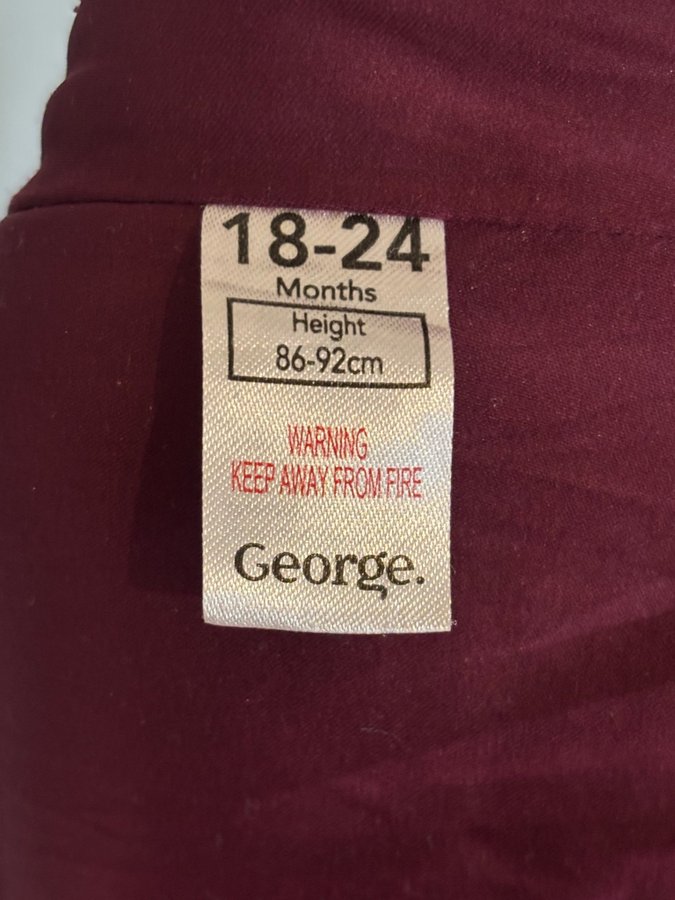 18-24
Months
Height
86-92cm
WARNING
KEEP AWAY FROM FIRE
George.